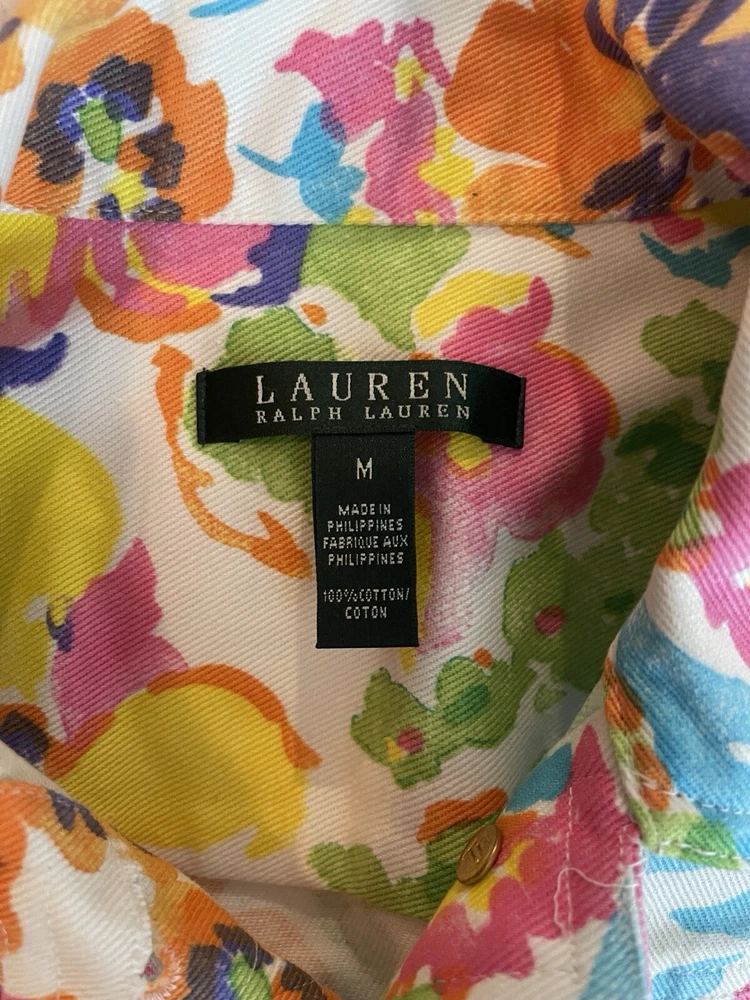 LAUREN
RALPH LAUREN
M
MADE IN
PHILIPPINES
FABRIQUE AUX
PHILIPPINES
100%COTTON/
COTON